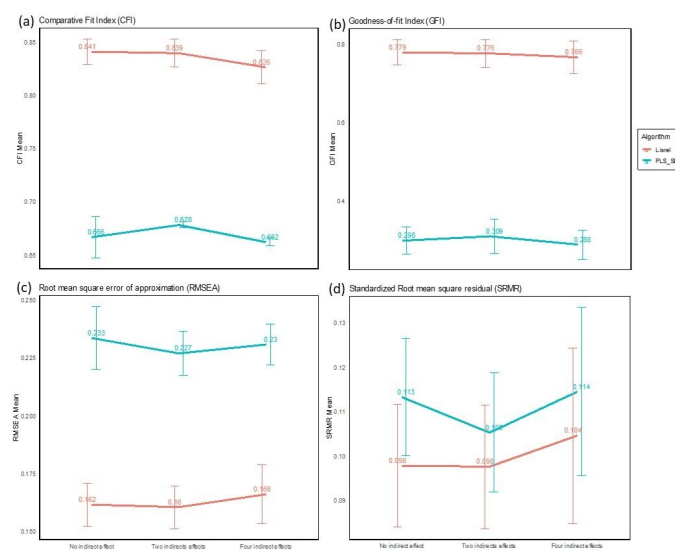 (a) Comparative Fit Index (CFI)
0.85
0.80
0.75
0.70
0.65
CFI Mean
0.841
0.839
0.826
0.666
0.678
0.662
(b) Goodness-of-fit Index (GFI)
0.8
0.6
0.4
GFI Mean
0.779
0.776
0.766
0.298
0.309
0.288
Algorithm
Lisrel
(c) Root mean square error of approximation (RMSEA)
0.250
0.225
0.200
0.175
0.150
RMSEA Mean
0.233
0.227
0.23
0.162
0.16
0.166
No indirect effect
Two indirects effects
Four indirects effects
(d) Standardized Root mean square residual (SRMR)
0.13
0.12
0.11
0.10
0.09
SRMR Mean
0.113
0.114
0.098
0.098
0.104
No indirect effect
Two indirects effects
Four indirects effects